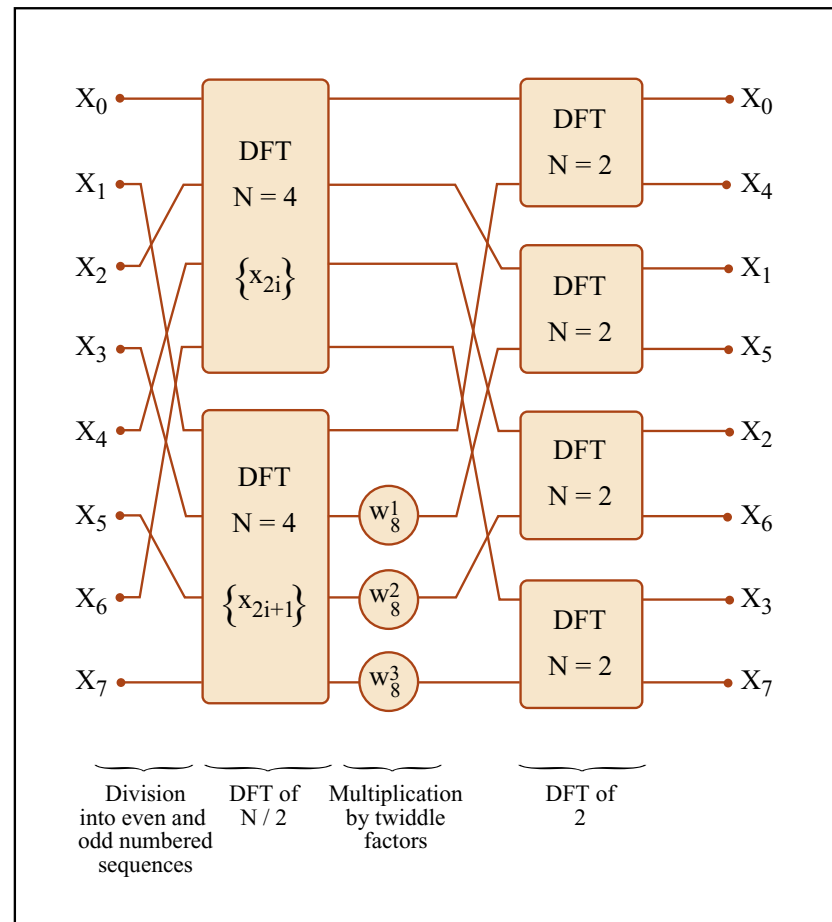 X₀ DFT N = 4 {x₂ᵢ} DFT N = 2 X₀
X₁ X₄
X₂ DFT N = 2 X₁
X₃ X₅
X₄ DFT N = 4 {x₂ᵢ₊₁} DFT N = 2 X₂
X₅ w₈¹ X₆
X₆ w₈² DFT N = 2 X₃
X₇ w₈³ X₇
Division
into even and
odd numbered
sequences
DFT of
N / 2
Multiplication
by twiddle
factors
DFT of
2